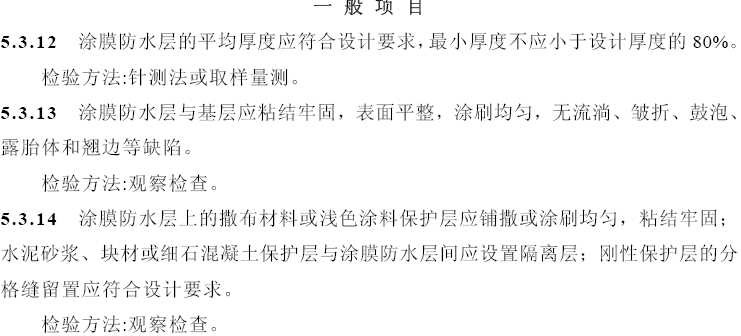 一般项目
5.3.12 涂膜防水层的平均厚度应符合设计要求,最小厚度不应小于设计厚度的80%。
检验方法:针测法或取样量测。
5.3.13 涂膜防水层与基层应粘结牢固，表面平整，涂刷均匀，无流淌、皱折、鼓泡、
露胎体和翘边等缺陷。
检验方法:观察检查。
5.3.14 涂膜防水层上的撒布材料或浅色涂料保护层应铺撒或涂刷均匀，粘结牢固；
水泥砂浆、块材或细石混凝土保护层与涂膜防水层间应设置隔离层；刚性保护层的分
格缝留置应符合设计要求。
检验方法:观察检查。